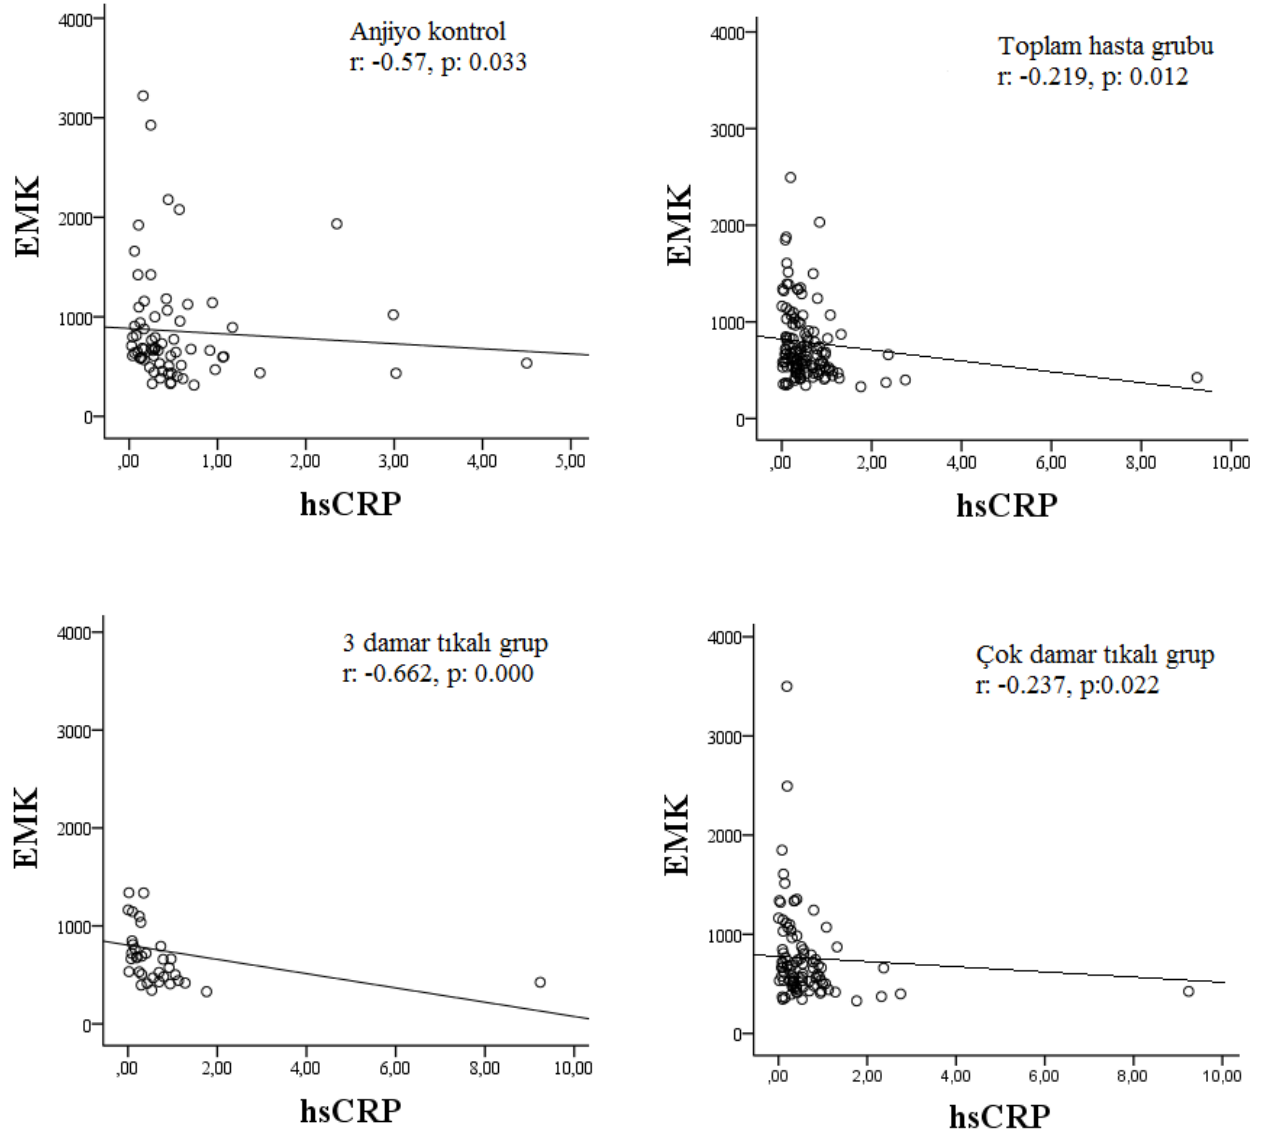 Anjiyo kontrol
r: -0.57, p: 0.033
4000
3000
2000
1000
0
EMK
,00
1,00
2,00
3,00
4,00
5,00
hsCRP
Toplam hasta grubu
r: -0.219, p: 0.012
4000
3000
2000
1000
0
EMK
,00
2,00
4,00
6,00
8,00
10,00
hsCRP
3 damar tıkalı grup
r: -0.662, p: 0.000
4000
3000
2000
1000
0
EMK
,00
2,00
4,00
6,00
8,00
10,00
hsCRP
Çok damar tıkalı grup
r: -0.237, p:0.022
4000
3000
2000
1000
0
EMK
,00
2,00
4,00
6,00
8,00
10,00
hsCRP